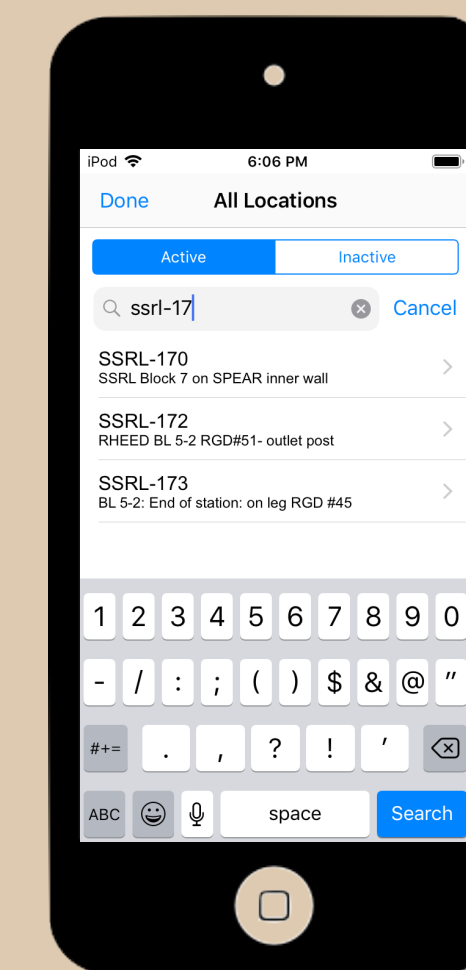 iPod 6:06 PM
Done All Locations
Active Inactive
ssrl-17 Cancel
SSRL-170
SSRL Block 7 on SPEAR inner wall
SSRL-172
RHEED BL 5-2 RGD#51- outlet post
SSRL-173
BL 5-2: End of station: on leg RGD #45
1 2 3 4 5 6 7 8 9 0
- / : ; ( ) $ & @ "
#+= . , ? ! '
ABC space Search